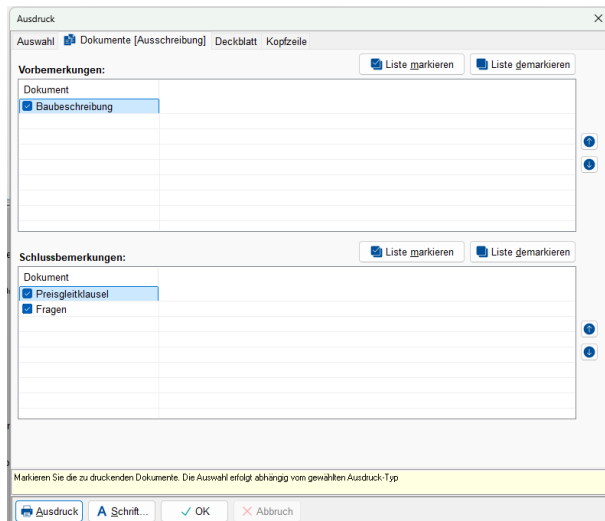 Ausdruck
Auswahl Dokumente [Ausschreibung] Deckblatt Kopfzeile
Vorbemerkungen: Liste markieren Liste demarkieren
Dokument
Baubeschreibung
Schlussbemerkungen: Liste markieren Liste demarkieren
Dokument
Preisgleitklausel
Fragen
Markieren Sie die zu druckenden Dokumente. Die Auswahl erfolgt abhängig vom gewählten Ausdruck-Typ
Ausdruck A Schrift... OK Abbruch